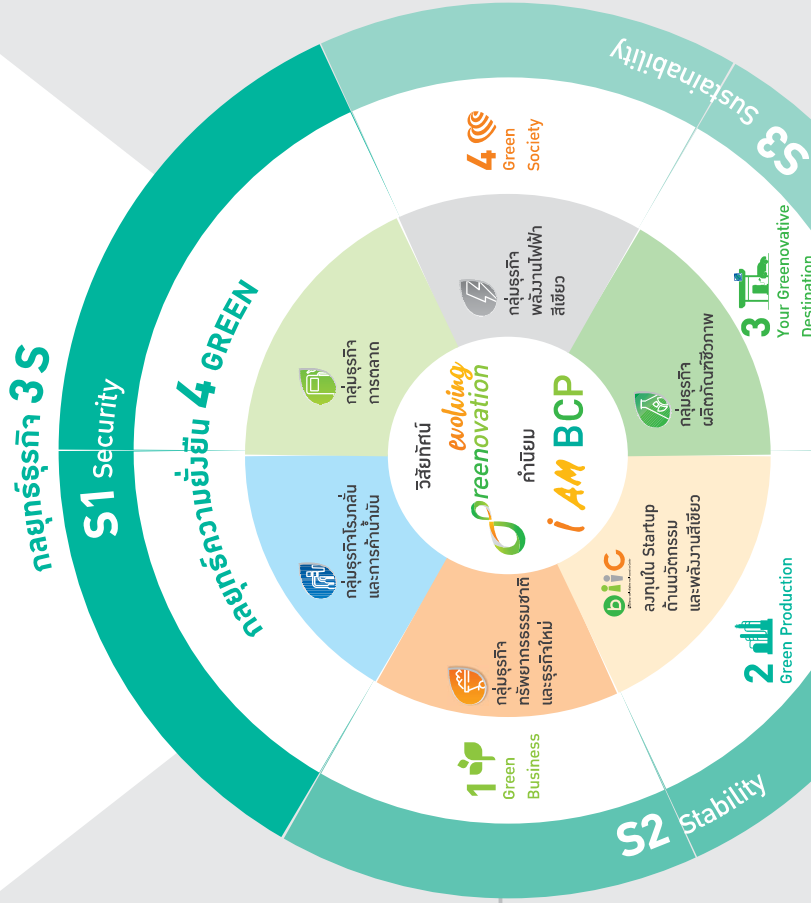 กลยุทธ์ธุรกิจ 3 S
S1 Security
กลยุทธ์ความยั่งยืน 4 GREEN
กลุ่มธุรกิจโรงกลั่น
และการค้าน้ำมัน
กลุ่มธุรกิจ
การตลาด
วิสัยทัศน์
evolving
greenovation
ค่านิยม
i AM BCP
1
Green
Business
กลุ่มธุรกิจ
ทรัพยากรธรรมชาติ
และธุรกิจใหม่
กลุ่มธุรกิจ
พลังงานไฟฟ้า
สีเขียว
4
Green
Society
biiC
ลงทุนใน Startup
ด้านนวัตกรรม
และพลังงานสีเขียว
กลุ่มธุรกิจ
ผลิตภัณฑ์ชีวภาพ
2
Green Production
3
Your Greenovative
Destination
S2 Stability
S3 Sustainability